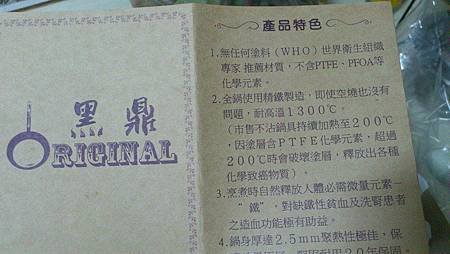 黑鼎
ORIGINAL
產品特色
1.無任何塗料(WHO)世界衛生組織
專家 推薦材質,不含PTFE、PFOA等
化學元素。
2.全鍋使用精鐵製造,即使空燒也沒有
問題,耐高溫1300℃。
(市售不沾鍋具持續加熱至200℃
,因塗層含PTFE化學元素,超過
200℃時會破壞塗層,釋放出各種
化學致癌物質)。
3.烹煮時自然釋放人體必需微量元素-
“鐵”,對缺鐵性貧血及洗腎患者
之造血功能極有助益。
4.鍋身厚達2.5mm聚熱性極佳,保
用20年保固。